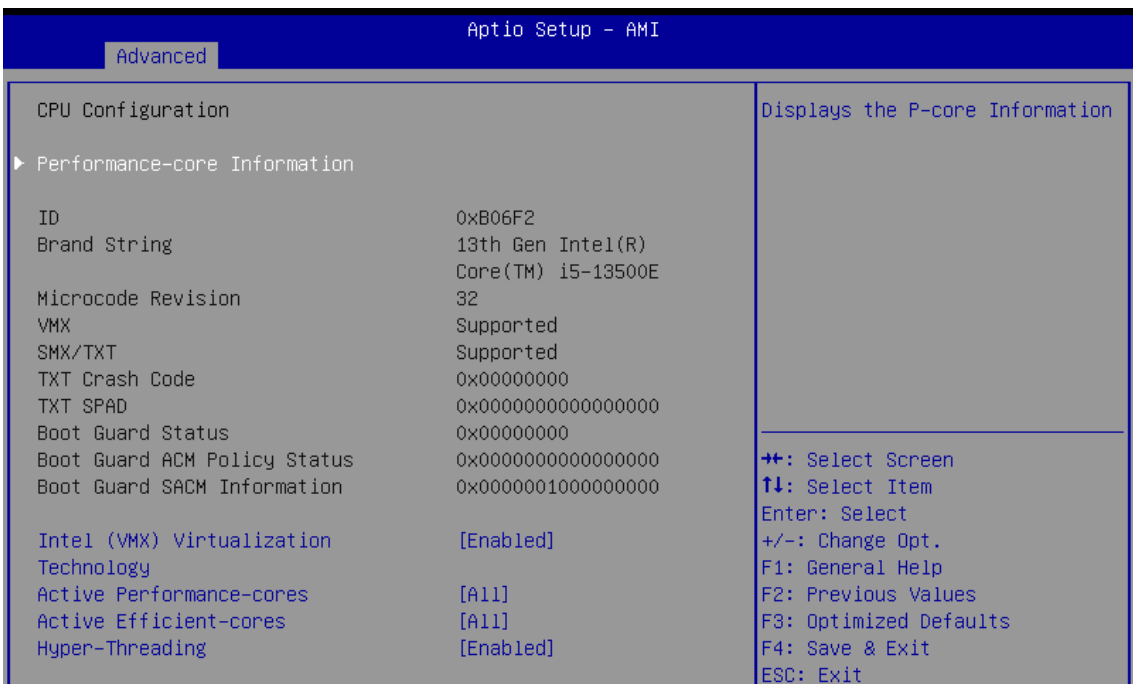 Aptio Setup – AMI
Advanced
CPU Configuration
Performance-core Information
ID 0xB06F2
Brand String 13th Gen Intel(R)
Core(TM) i5-13500E
Microcode Revision 32
VMX Supported
SMX/TXT Supported
TXT Crash Code 0x00000000
TXT SPAD 0x0000000000000000
Boot Guard Status 0x00000000
Boot Guard ACM Policy Status 0x0000000000000000
Boot Guard SACM Information 0x0000001000000000
Intel (VMX) Virtualization [Enabled]
Technology
Active Performance-cores [All]
Active Efficient-cores [All]
Hyper-Threading [Enabled]
Displays the P-core Information
→←: Select Screen
↑↓: Select Item
Enter: Select
+/-: Change Opt.
F1: General Help
F2: Previous Values
F3: Optimized Defaults
F4: Save & Exit
ESC: Exit